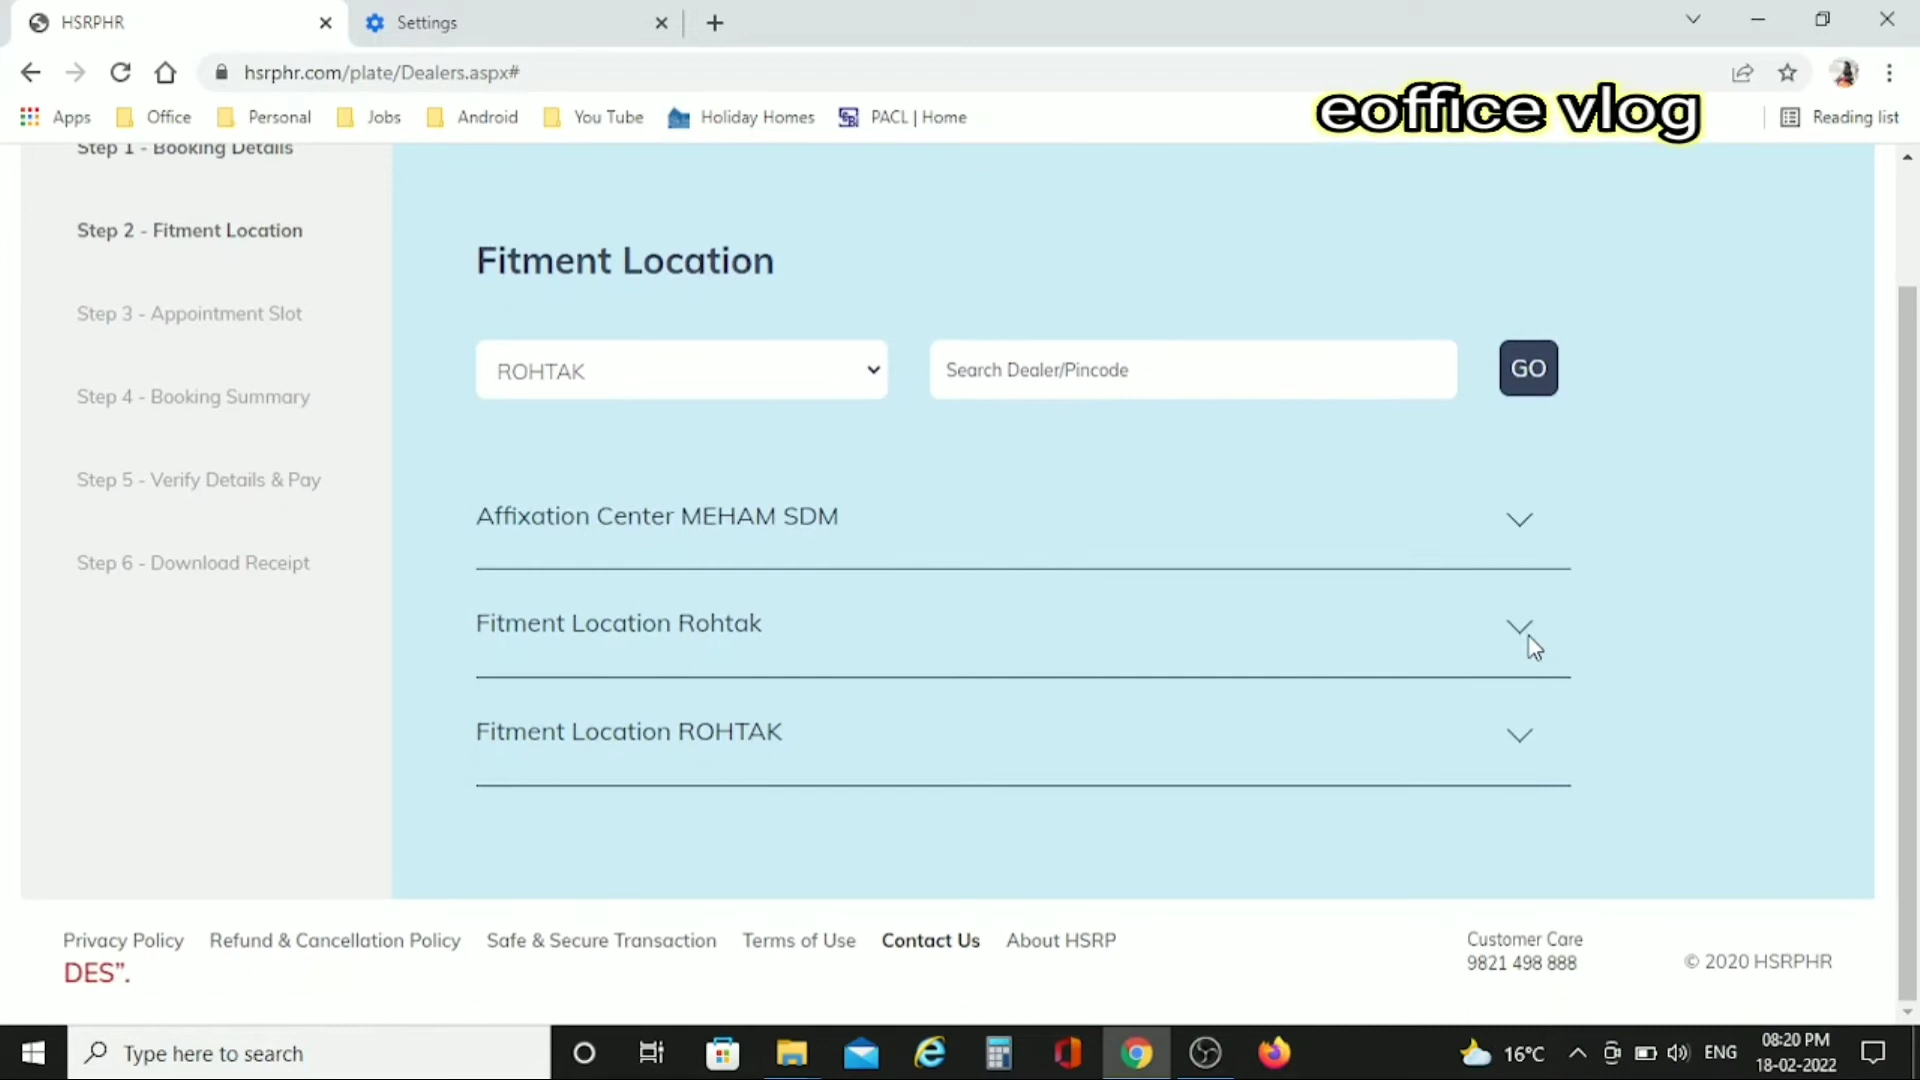 HSRPHR
Settings
hsrphr.com/plate/Dealers.aspx#
Apps
Office
Personal
Jobs
Android
You Tube
Holiday Homes
PACL | Home
eoffice vlog
Reading list
Step 1 - Booking Details
Step 2 - Fitment Location
Step 3 - Appointment Slot
Step 4 - Booking Summary
Step 5 - Verify Details & Pay
Step 6 - Download Receipt
Fitment Location
ROHTAK
Search Dealer/Pincode
GO
Affixation Center MEHAM SDM
Fitment Location Rohtak
Fitment Location ROHTAK
Privacy Policy
Refund & Cancellation Policy
Safe & Secure Transaction
Terms of Use
Contact Us
About HSRP
Customer Care
9821 498 888
© 2020 HSRPHR
DES”.
Type here to search
16°C
ENG
08:20 PM
18-02-2022